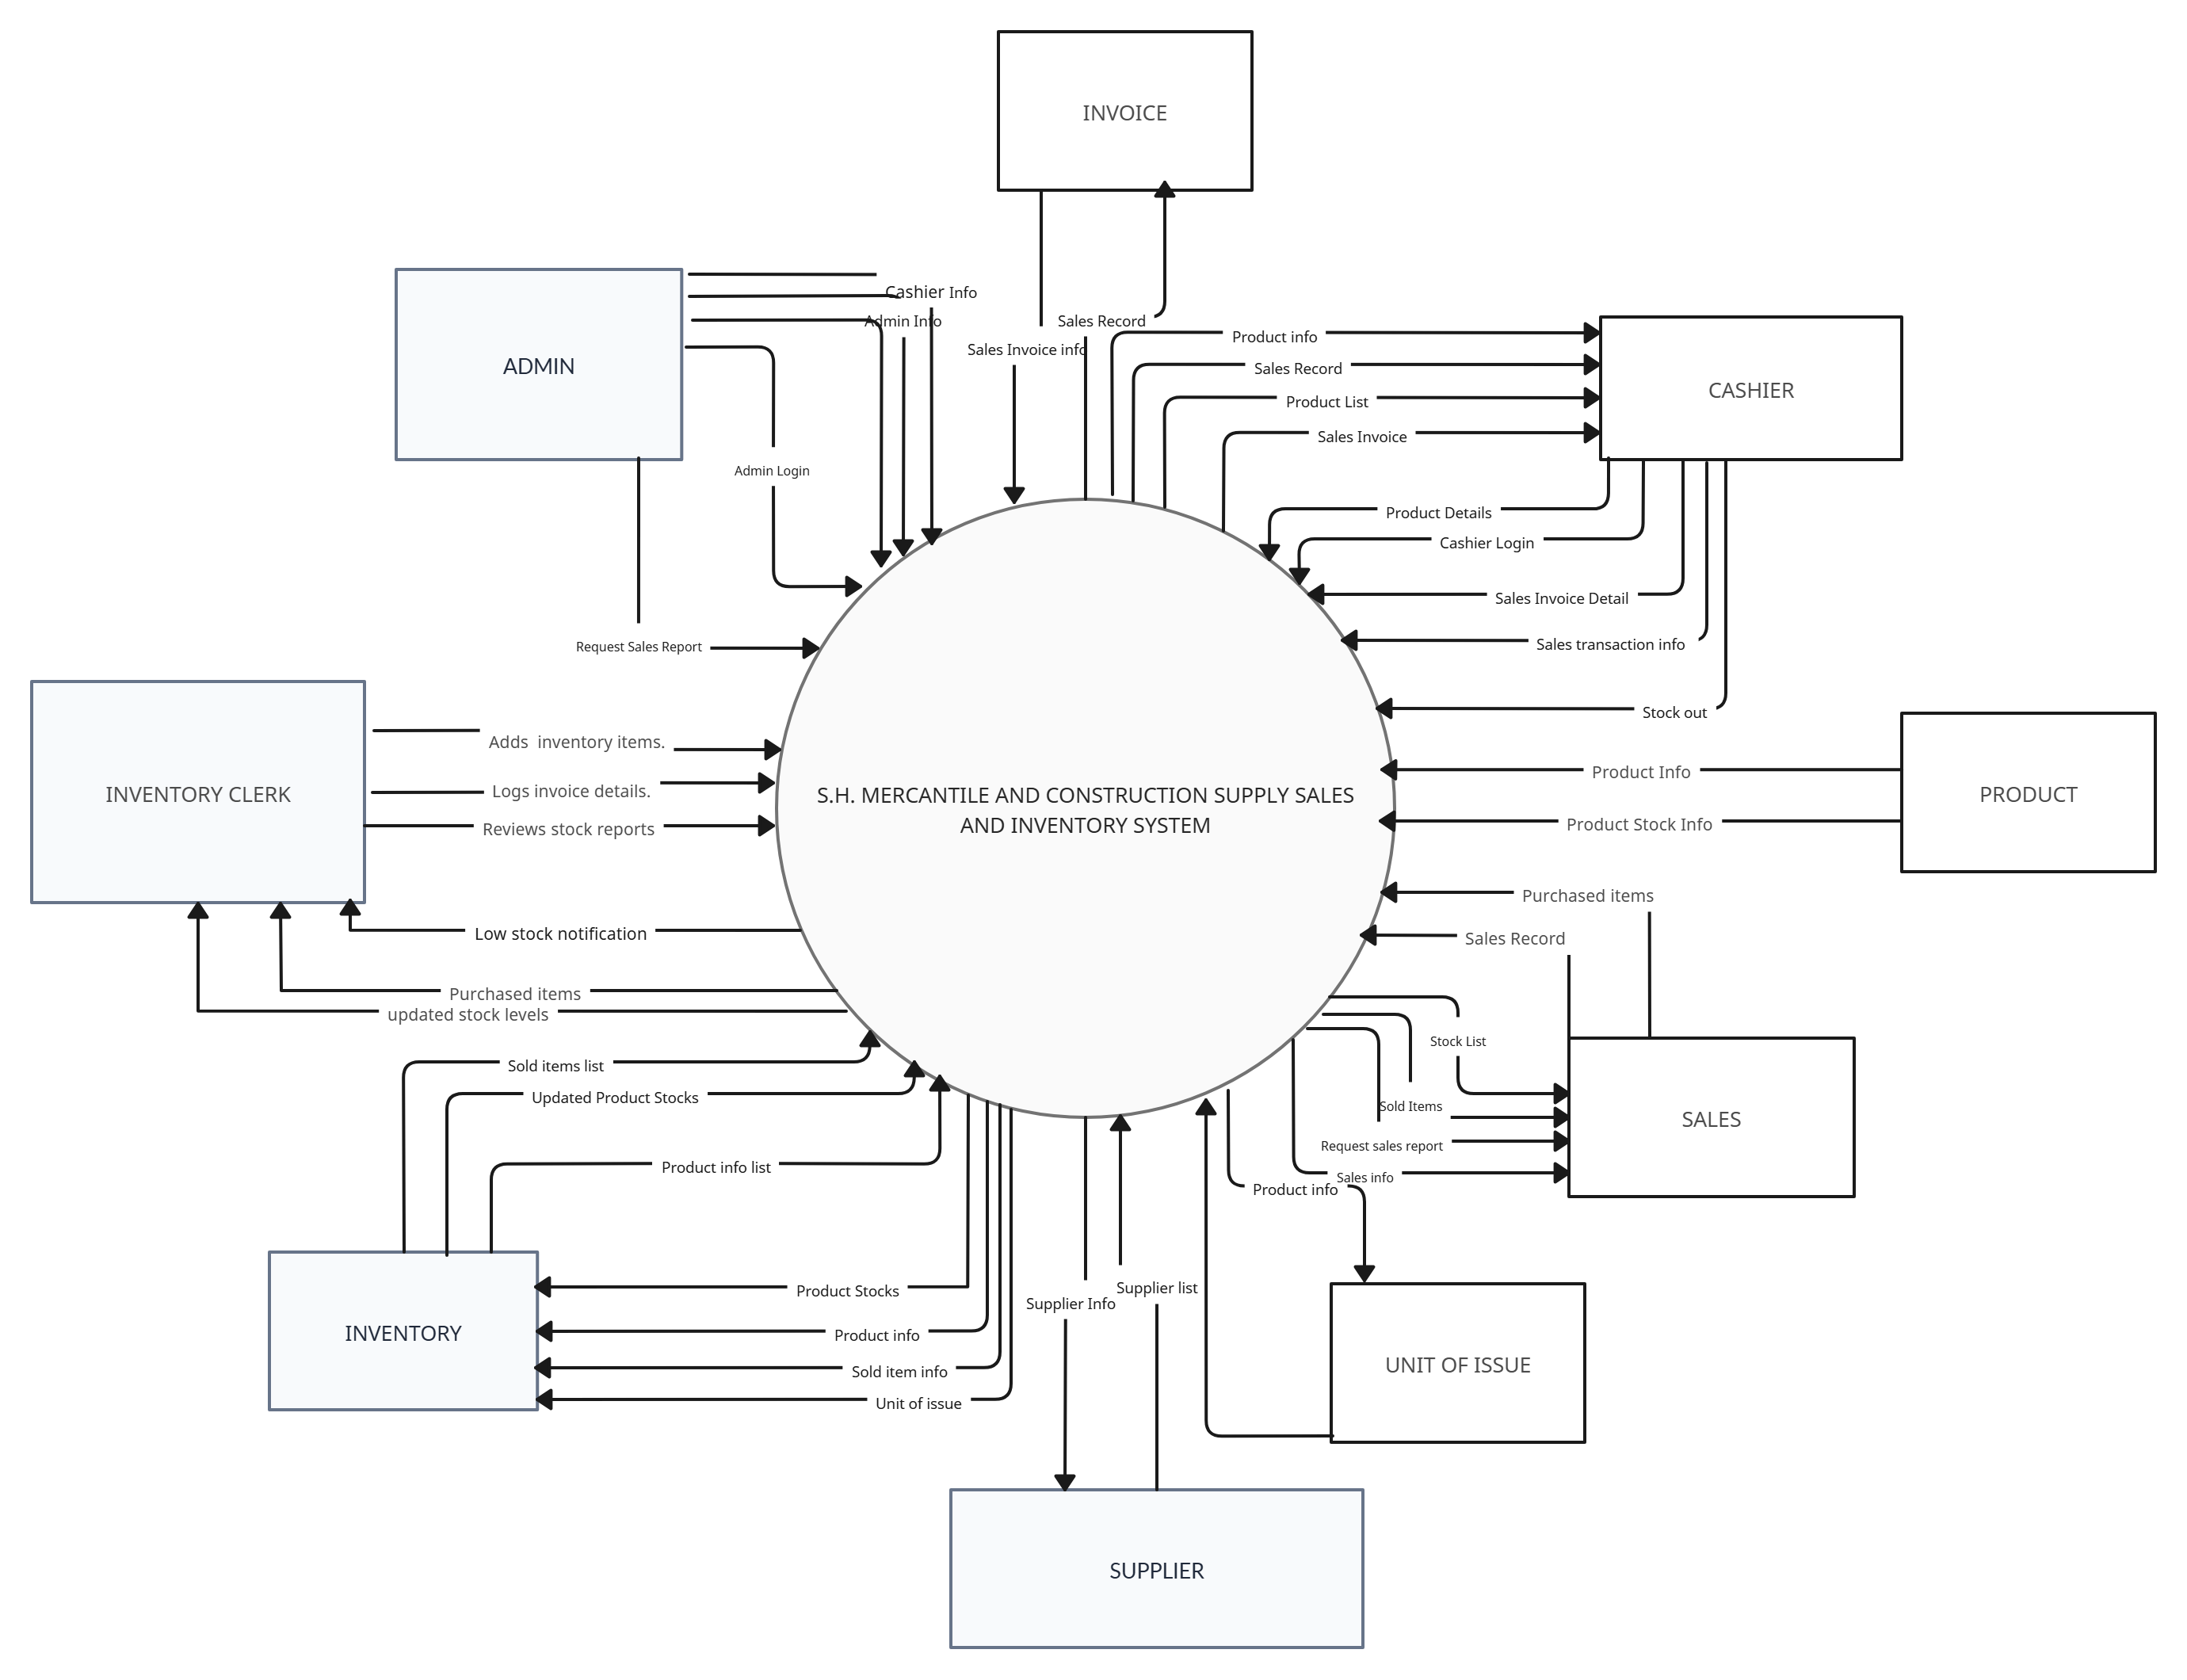 INVOICE
ADMIN
Cashier Info
Admin Info
Sales Record
Sales Invoice info
Product info
Sales Record
Product List
Sales Invoice
CASHIER
Admin Login
Product Details
Cashier Login
Sales Invoice Detail
Request Sales Report
Sales transaction info
Stock out
INVENTORY CLERK
Adds  inventory items.
Logs invoice details.
Reviews stock reports
S.H. MERCANTILE AND CONSTRUCTION SUPPLY SALES
AND INVENTORY SYSTEM
Product Info
Product Stock Info
PRODUCT
Purchased items
Sales Record
Low stock notification
Purchased items
updated stock levels
Stock List
Sold Items
Request sales report
Sales info
SALES
Sold items list
Updated Product Stocks
Product info list
Product info
INVENTORY
Product Stocks
Product info
Sold item info
Unit of issue
Supplier Info
Supplier list
UNIT OF ISSUE
SUPPLIER